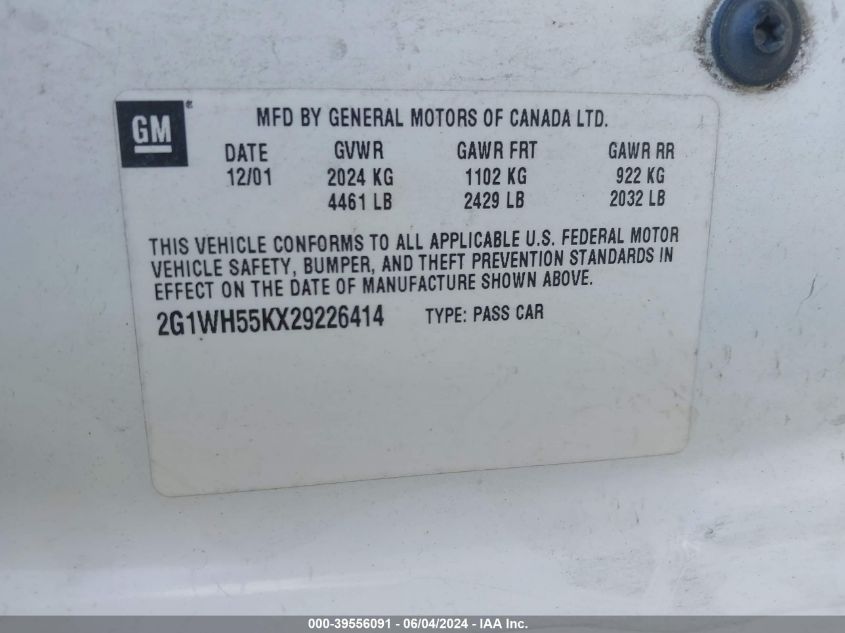 GM®
MFD BY GENERAL MOTORS OF CANADA LTD.
DATE GVWR GAWR FRT GAWR RR
12/01 2024 KG 1102 KG 922 KG
4461 LB 2429 LB 2032 LB
THIS VEHICLE CONFORMS TO ALL APPLICABLE U.S. FEDERAL MOTOR
VEHICLE SAFETY, BUMPER, AND THEFT PREVENTION STANDARDS IN
EFFECT ON THE DATE OF MANUFACTURE SHOWN ABOVE.
2G1WH55KX29226414 TYPE: PASS CAR
000-39556091 - 06/04/2024 - IAA Inc.